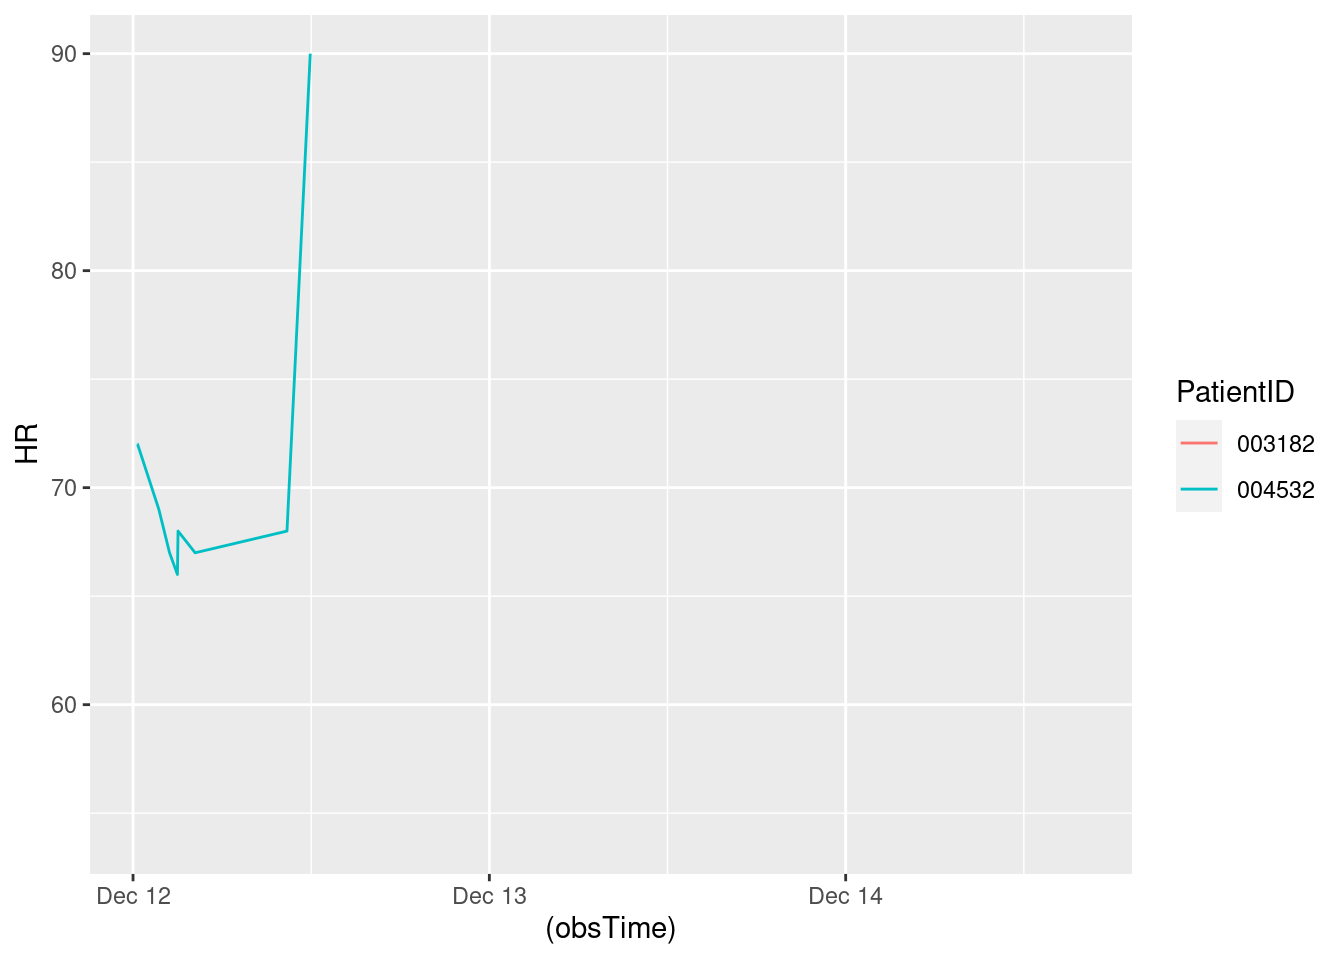 90
80
70
60
HR
Dec 12
Dec 13
Dec 14
(obsTime)
PatientID
003182
004532